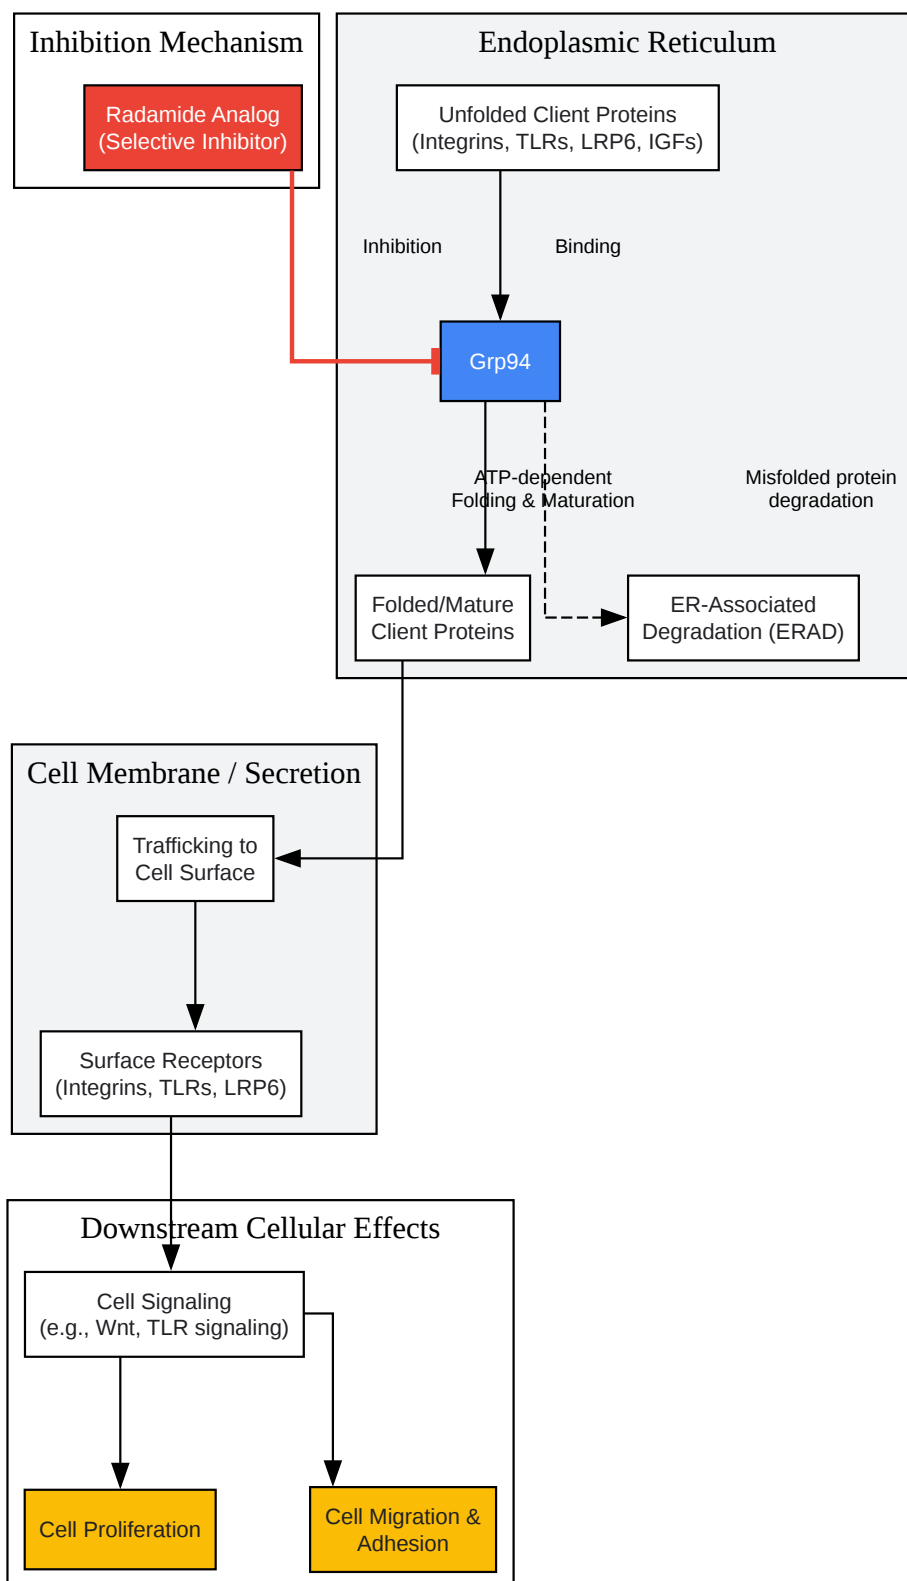 Inhibition Mechanism
Radamide Analog
(Selective Inhibitor)
Endoplasmic Reticulum
Unfolded Client Proteins
(Integrins, TLRs, LRP6, IGFs)
Inhibition
Binding
Grp94
ATP-dependent
Folding & Maturation
Misfolded protein
degradation
Folded/Mature
Client Proteins
ER-Associated
Degradation (ERAD)
Cell Membrane / Secretion
Trafficking to
Cell Surface
Surface Receptors
(Integrins, TLRs, LRP6)
Downstream Cellular Effects
Cell Signaling
(e.g., Wnt, TLR signaling)
Cell Proliferation
Cell Migration &
Adhesion